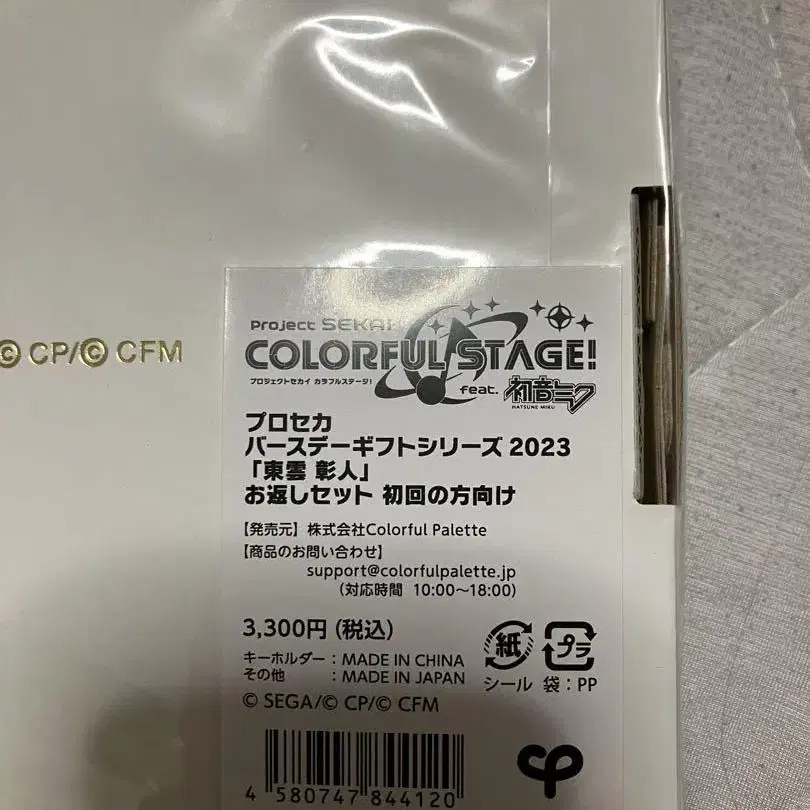 © CP/© CFM
Project SEKAI
COLORFUL STAGE!
プロジェクトセカイ カラフルステージ!
feat. 初音ミク
HATSUNE MIKU
プロセカ
バースデーギフトシリーズ 2023
「東雲 彰人」
お返しセット 初回の方向け
【発売元】株式会社Colorful Palette
【商品のお問い合わせ】
support@colorfulpalette.jp
（対応時間 10:00～18:00）
3,300円 (税込)
紙
プラ
キーホルダー：MADE IN CHINA
その他：MADE IN JAPAN
シール 袋：PP
© SEGA/© CP/© CFM
4 580747 844120